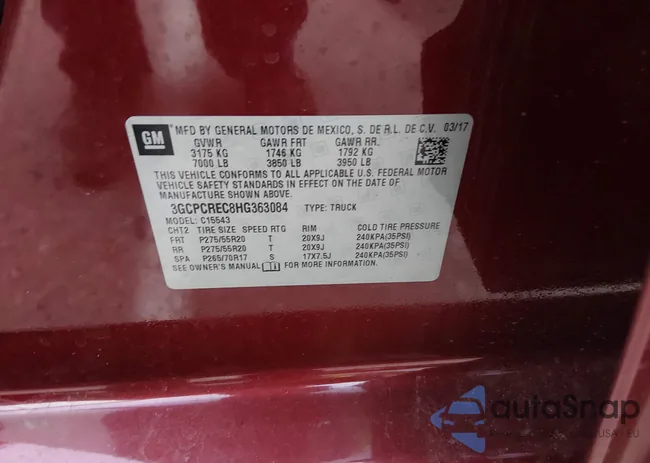 GM
MFD BY GENERAL MOTORS DE MEXICO, S. DE R.L. DE C.V. 03/17
GVWR GAWR FRT GAWR RR
3175 KG 1746 KG 1792 KG
7000 LB 3850 LB 3950 LB
THIS VEHICLE CONFORMS TO ALL APPLICABLE U.S. FEDERAL MOTOR
VEHICLE SAFETY STANDARDS IN EFFECT ON THE DATE OF
MANUFACTURE SHOWN ABOVE.
3GCPCREC8HG363084 TYPE: TRUCK
MODEL: C15543
CHT2 TIRE SIZE SPEED RTG RIM COLD TIRE PRESSURE
FRT P275/55R20 T 20X9J 240KPA(35PSI)
RR P275/55R20 T 20X9J 240KPA(35PSI)
SPA P265/70R17 S 17X7.5J 240KPA(35PSI)
SEE OWNER'S MANUAL FOR MORE INFORMATION.
autoSnap
USA - EU